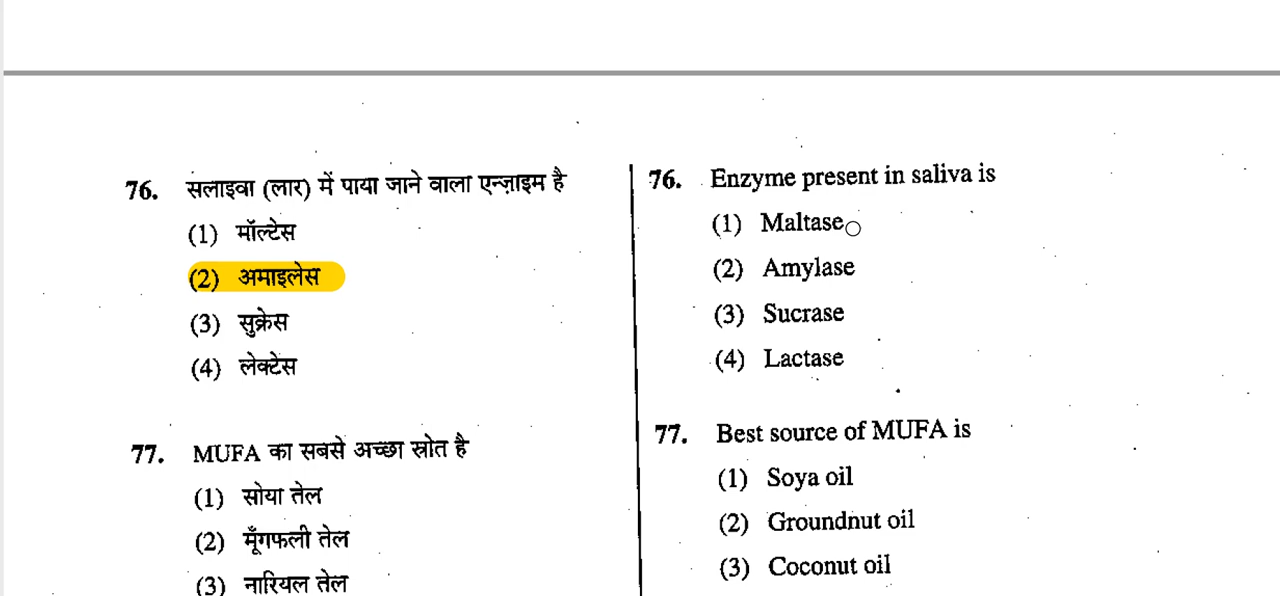 76. सलाइवा (लार) में पाया जाने वाला एन्ज़ाइम है
(1) मॉल्टेस
(2) अमाइलेस
(3) सुक्रेस
(4) लेक्टेस
77. MUFA का सबसे अच्छा स्रोत है
(1) सोया तेल
(2) मूँगफली तेल
(3) नारियल तेल
76. Enzyme present in saliva is
(1) Maltase
(2) Amylase
(3) Sucrase
(4) Lactase
77. Best source of MUFA is
(1) Soya oil
(2) Groundnut oil
(3) Coconut oil